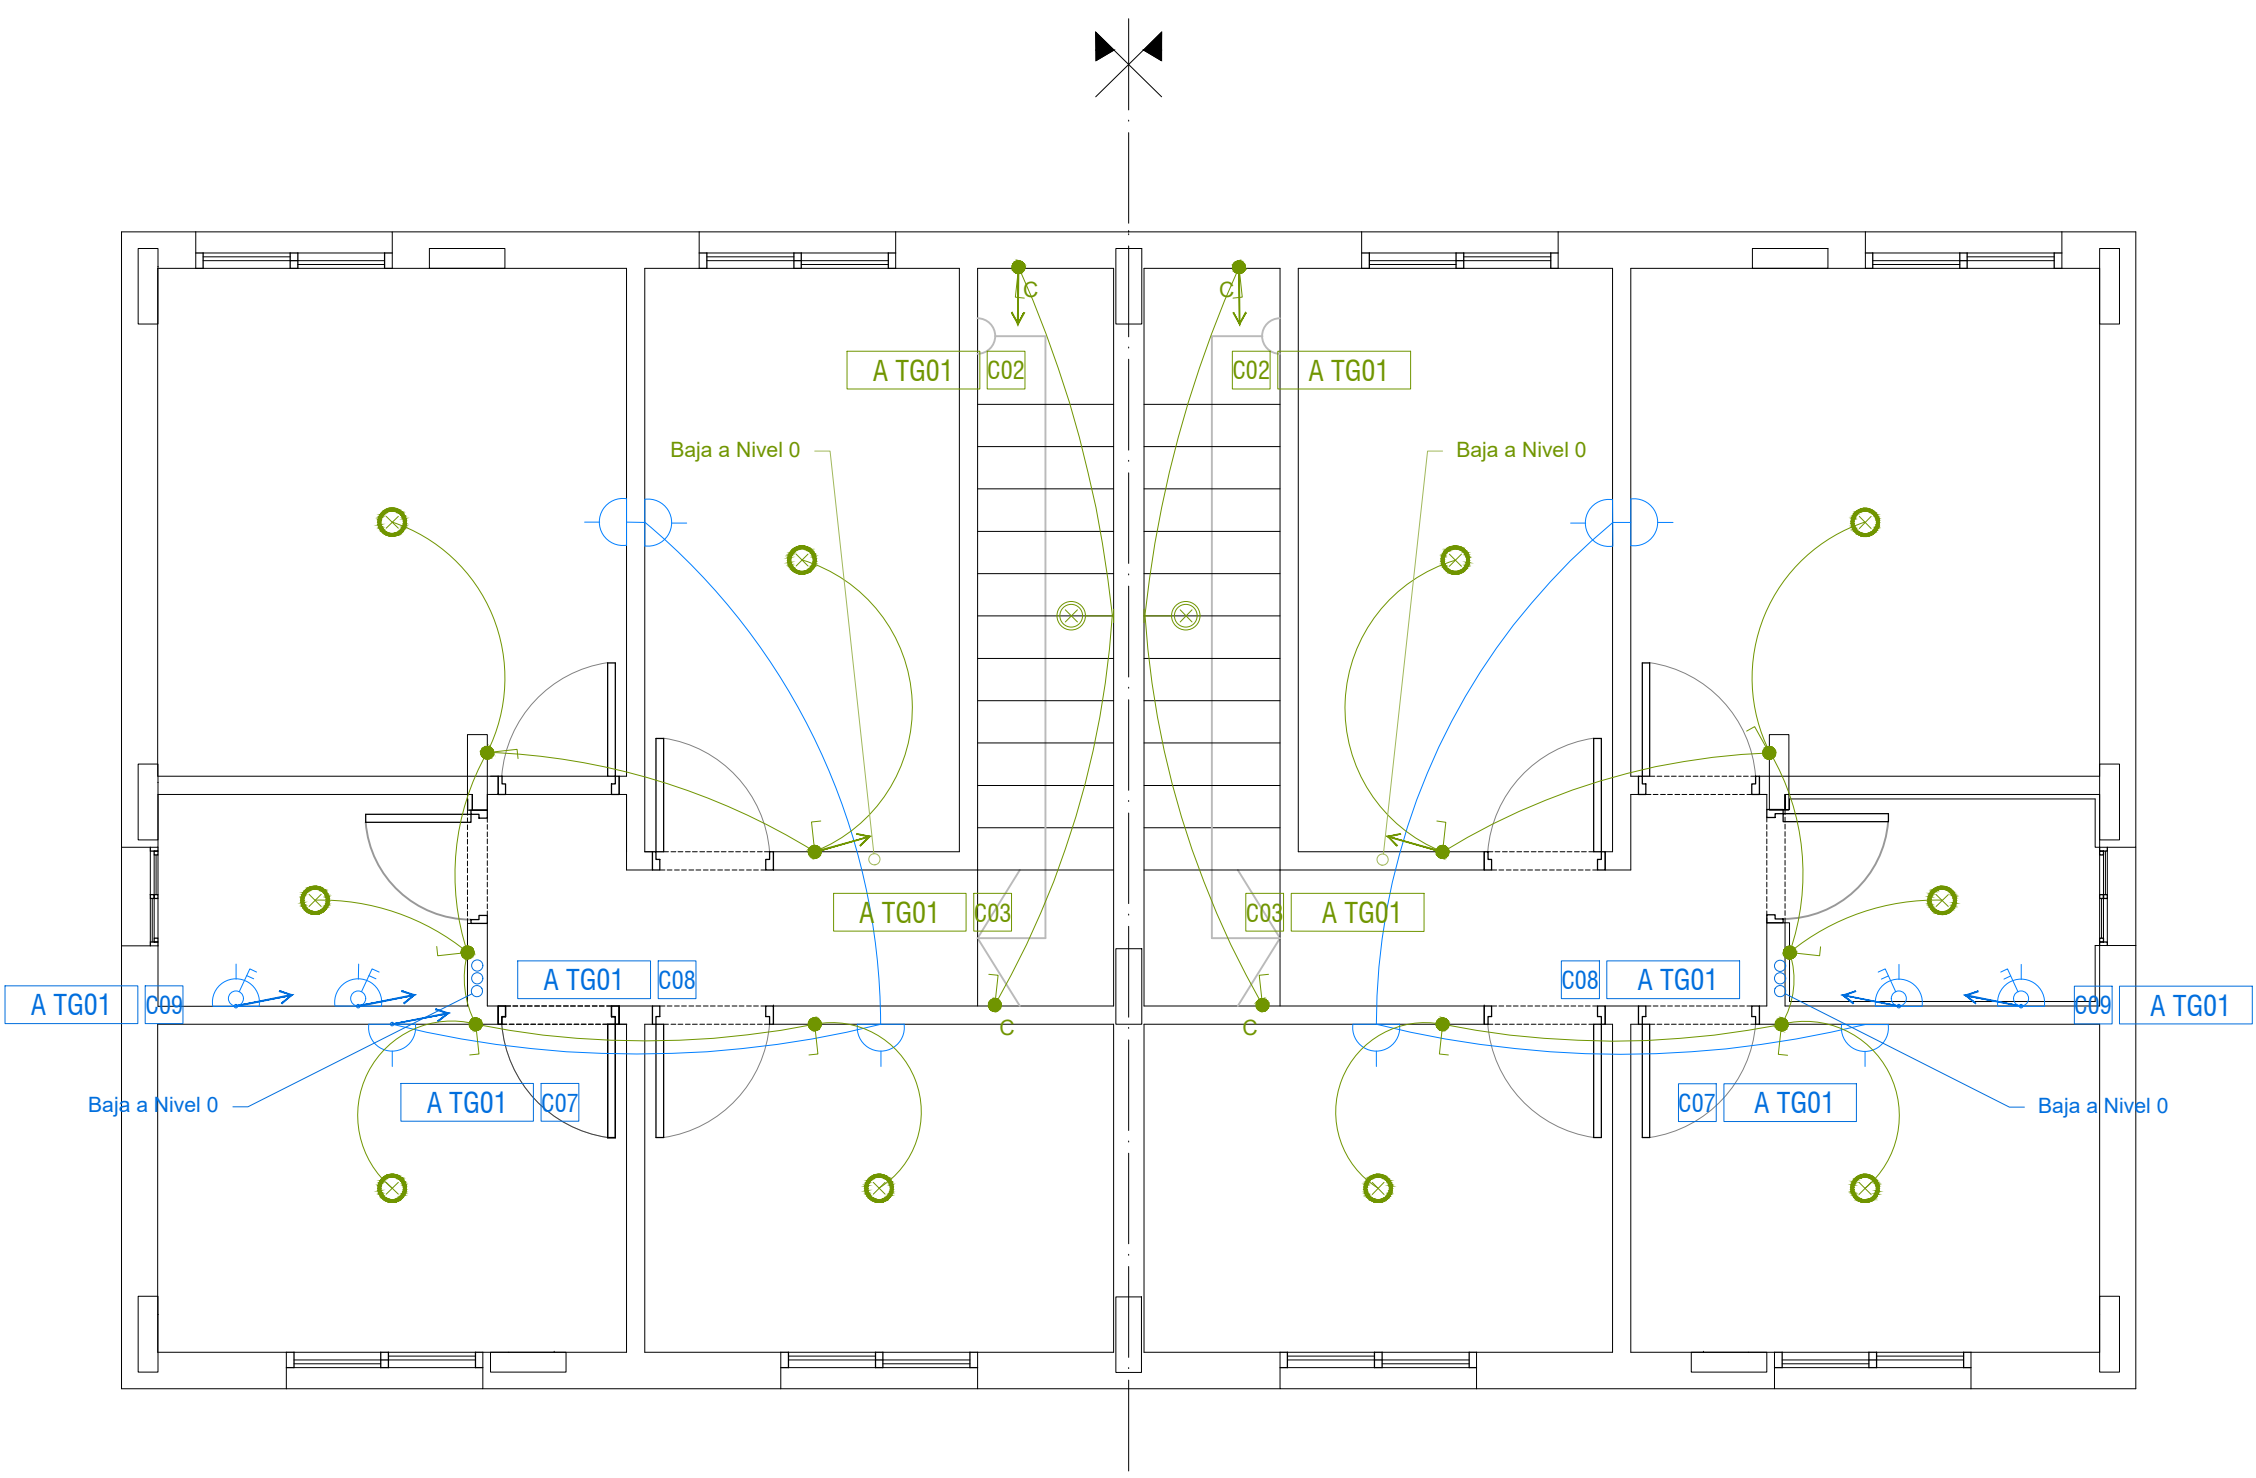 C C
A TG01 C02 C02 A TG01
Baja a Nivel 0 Baja a Nivel 0
A TG01 C03 C03 A TG01
A TG01 C08 C08 A TG01
A TG01 C09 C09 A TG01
C C
A TG01 C07 C07 A TG01
Baja a Nivel 0 Baja a Nivel 0